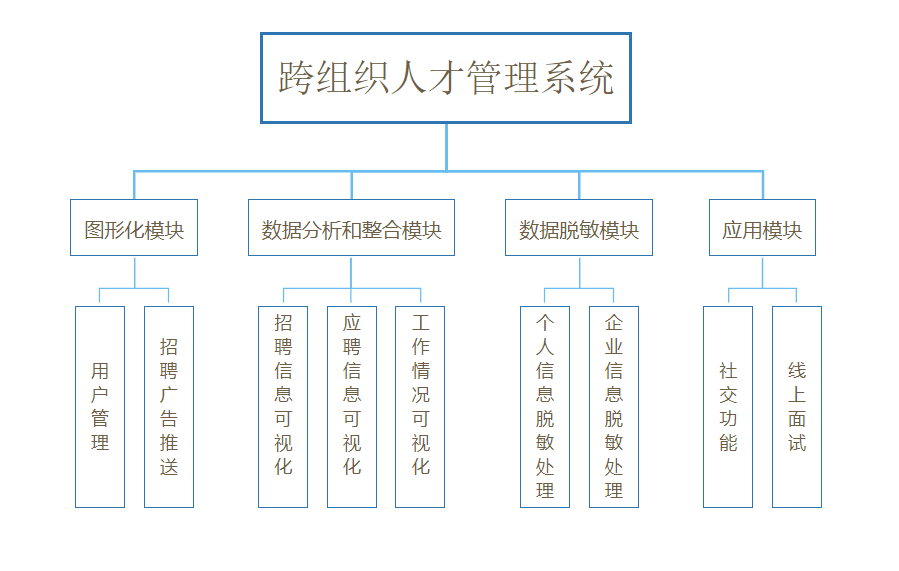 跨组织人才管理系统
图形化模块
数据分析和整合模块
数据脱敏模块
应用模块
用户管理
招聘广告推送
招聘信息可视化
应聘信息可视化
工作情况可视化
个人信息脱敏处理
企业信息脱敏处理
社交功能
线上面试